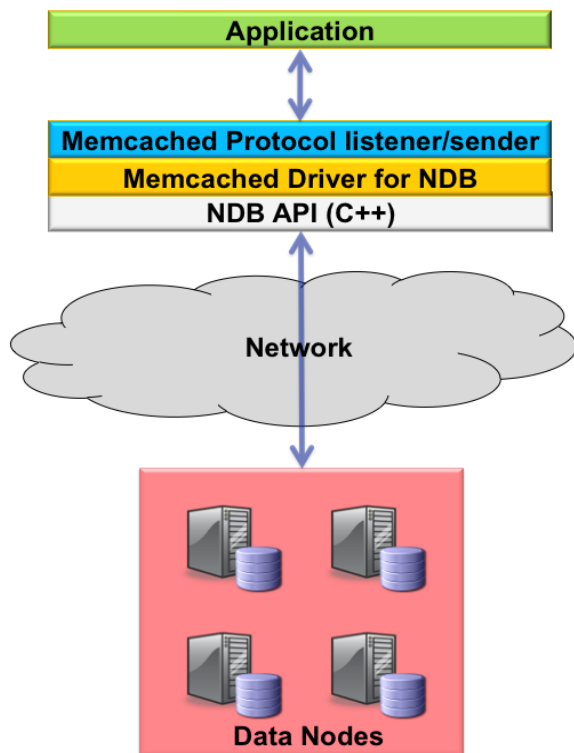 Application
Memcached Protocol listener/sender
Memcached Driver for NDB
NDB API (C++)
Network
Data Nodes